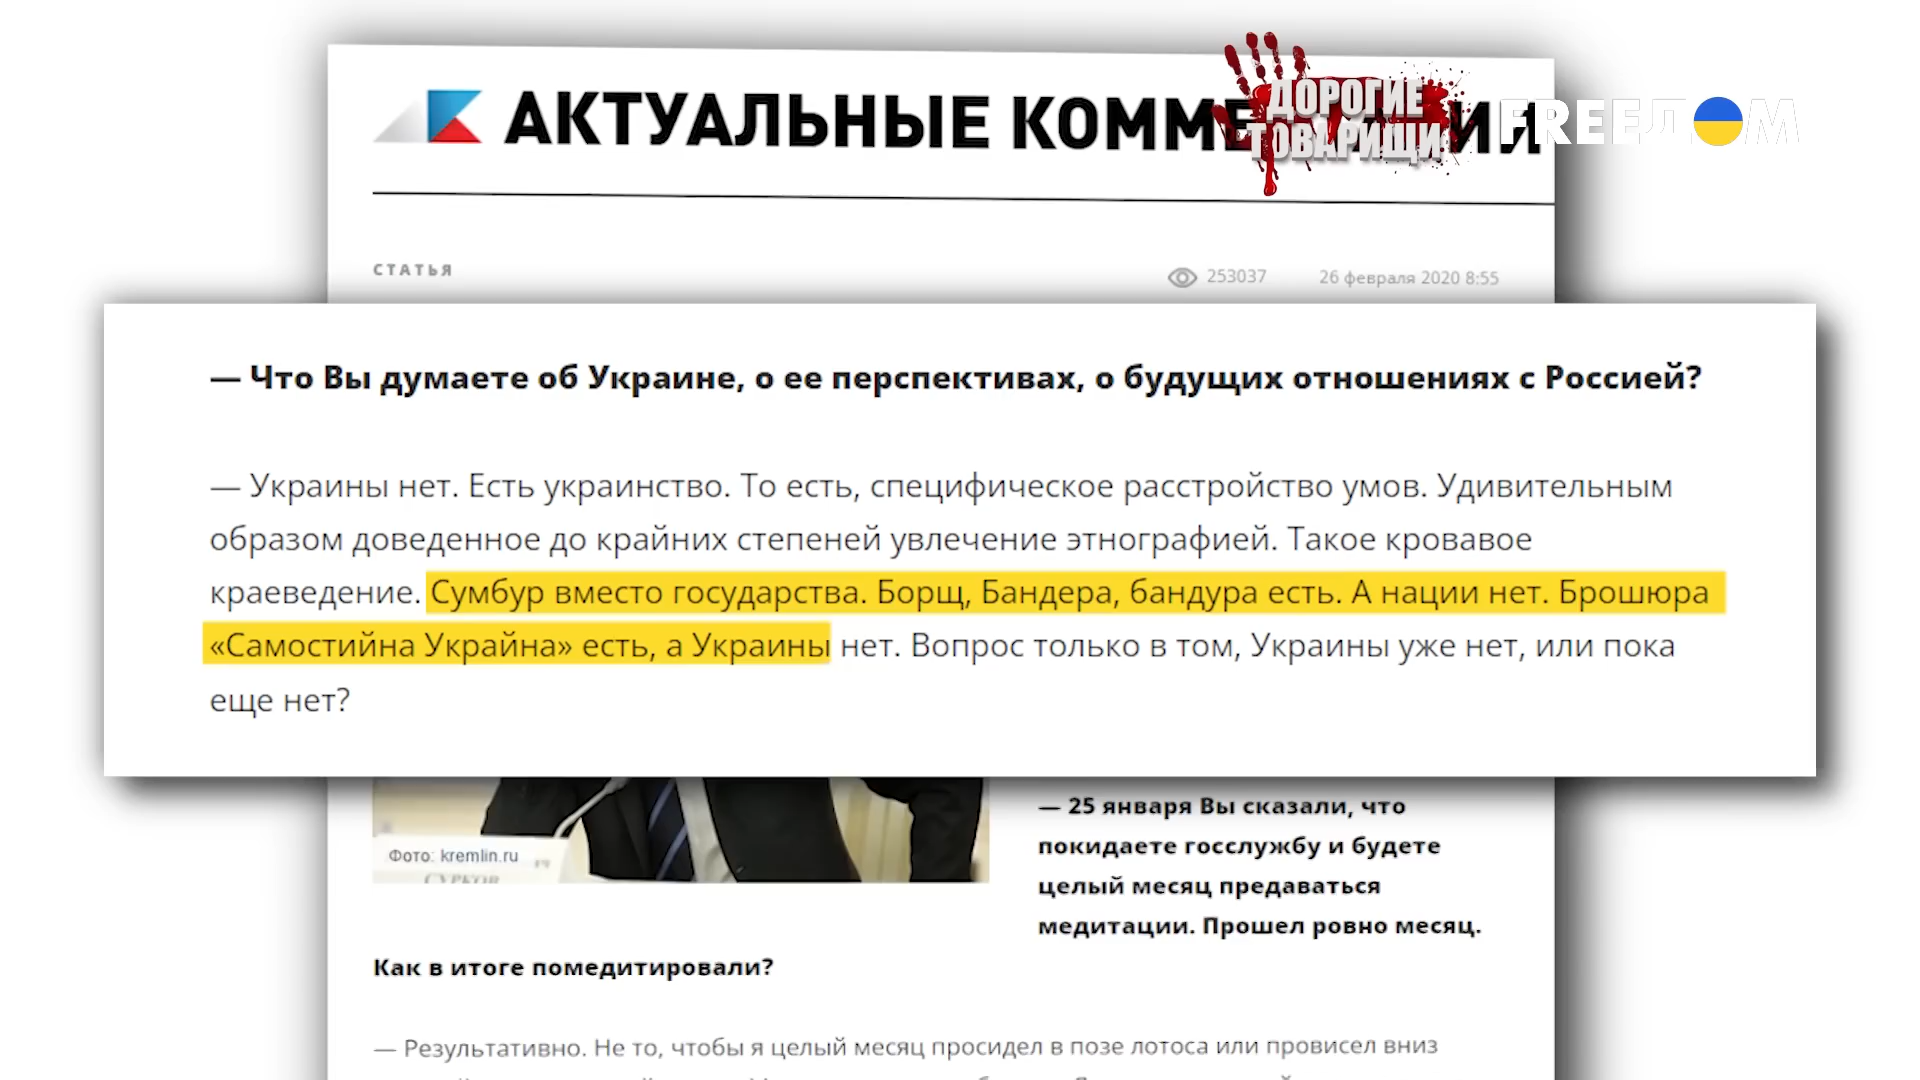 АКТУАЛЬНЫЕ КОММЕ
ДОРОГИЕ
ТОВАРИЩИ
FREEДОМ
СТАТЬЯ
253037
26 февраля 2020 8:55
— Что Вы думаете об Украине, о ее перспективах, о будущих отношениях с Россией?
— Украины нет. Есть украинство. То есть, специфическое расстройство умов. Удивительным
образом доведенное до крайних степеней увлечение этнографией. Такое кровавое
краеведение. Сумбур вместо государства. Борщ, Бандера, бандура есть. А нации нет. Брошюра
«Самостийна Украйна» есть, а Украины нет. Вопрос только в том, Украины уже нет, или пока
еще нет?
Фото: kremlin.ru
СУРКОВ
— 25 января Вы сказали, что
покидаете госслужбу и будете
целый месяц предаваться
медитации. Прошел ровно месяц.
Как в итоге помедитировали?
— Результативно. Не то, чтобы я целый месяц просидел в позе лотоса или провисел вниз